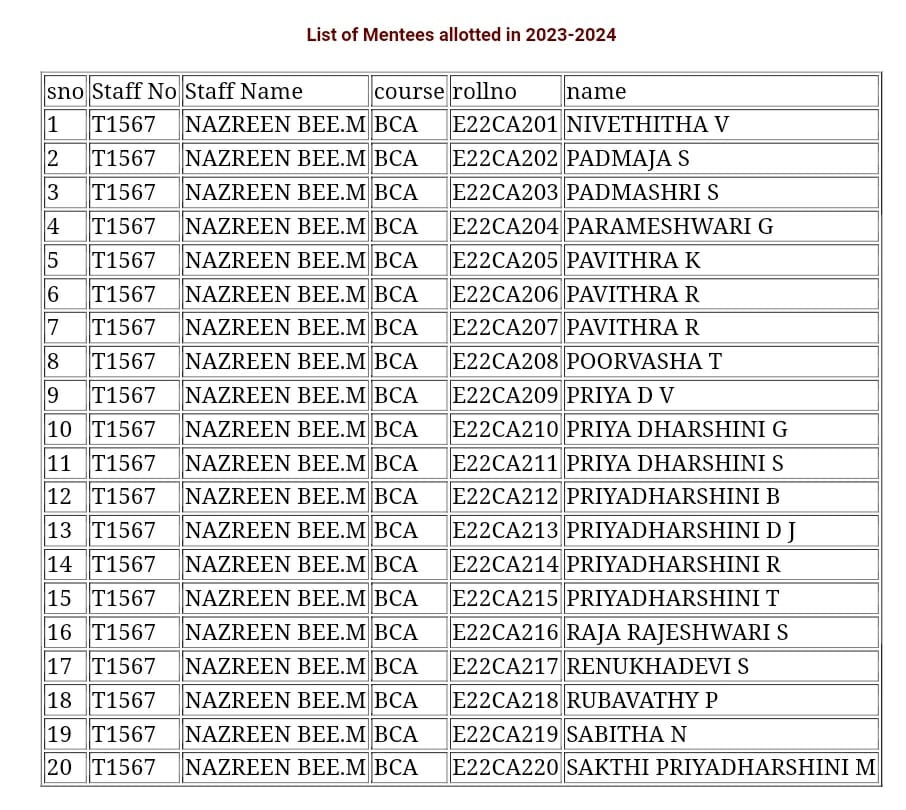 List of Mentees allotted in 2023-2024
sno Staff No Staff Name course rollno name
1 T1567 NAZREEN BEE.M BCA E22CA201 NIVETHITHA V
2 T1567 NAZREEN BEE.M BCA E22CA202 PADMAJA S
3 T1567 NAZREEN BEE.M BCA E22CA203 PADMASHRI S
4 T1567 NAZREEN BEE.M BCA E22CA204 PARAMESHWARI G
5 T1567 NAZREEN BEE.M BCA E22CA205 PAVITHRA K
6 T1567 NAZREEN BEE.M BCA E22CA206 PAVITHRA R
7 T1567 NAZREEN BEE.M BCA E22CA207 PAVITHRA R
8 T1567 NAZREEN BEE.M BCA E22CA208 POORVASHA T
9 T1567 NAZREEN BEE.M BCA E22CA209 PRIYA D V
10 T1567 NAZREEN BEE.M BCA E22CA210 PRIYA DHARSHINI G
11 T1567 NAZREEN BEE.M BCA E22CA211 PRIYA DHARSHINI S
12 T1567 NAZREEN BEE.M BCA E22CA212 PRIYADHARSHINI B
13 T1567 NAZREEN BEE.M BCA E22CA213 PRIYADHARSHINI D J
14 T1567 NAZREEN BEE.M BCA E22CA214 PRIYADHARSHINI R
15 T1567 NAZREEN BEE.M BCA E22CA215 PRIYADHARSHINI T
16 T1567 NAZREEN BEE.M BCA E22CA216 RAJA RAJESHWARI S
17 T1567 NAZREEN BEE.M BCA E22CA217 RENUKHADEVI S
18 T1567 NAZREEN BEE.M BCA E22CA218 RUBAVATHY P
19 T1567 NAZREEN BEE.M BCA E22CA219 SABITHA N
20 T1567 NAZREEN BEE.M BCA E22CA220 SAKTHI PRIYADHARSHINI M